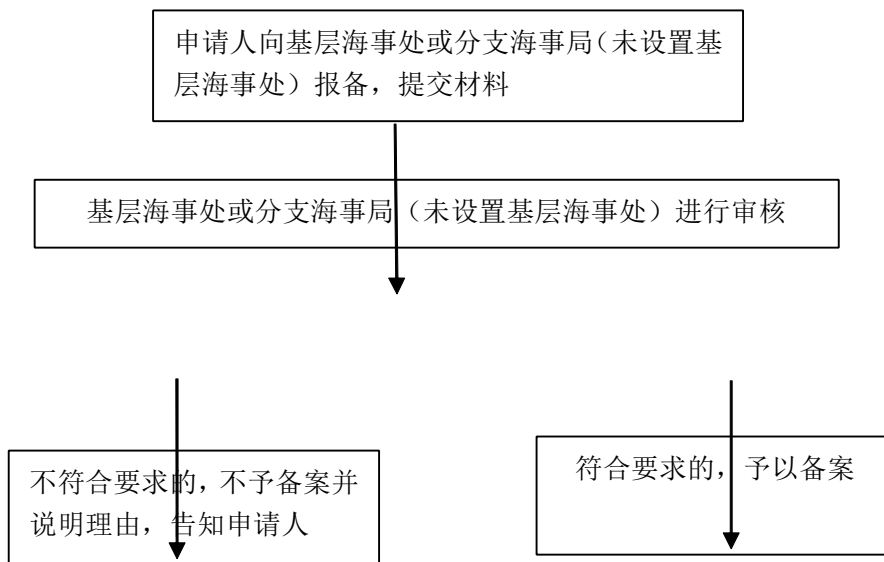 申请人向基层海事处或分支海事局（未设置基
层海事处）报备，提交材料
基层海事处或分支海事局（未设置基层海事处）进行审核
不符合要求的，不予备案并
说明理由，告知申请人
符合要求的，予以备案